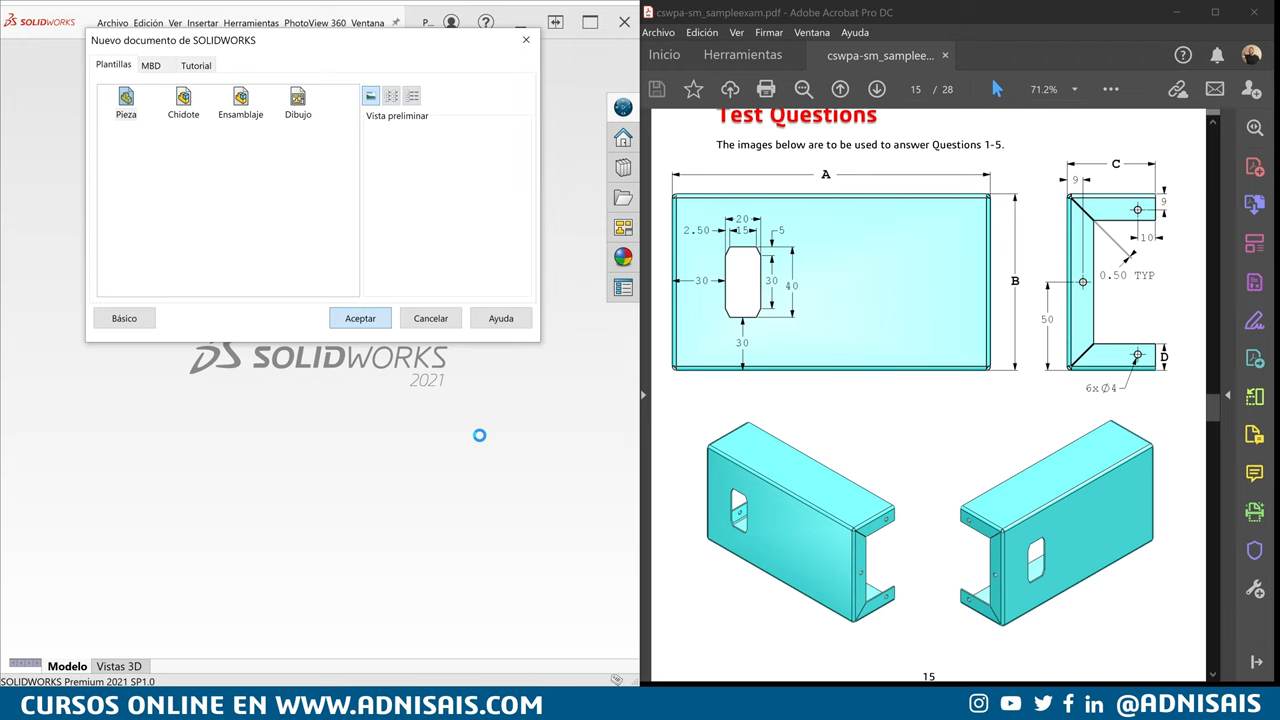 SOLIDWORKS
Archivo Edición Ver Insertar Herramientas PhotoView 360 Ventana
P...
Nuevo documento de SOLIDWORKS
Plantillas MBD Tutorial
Pieza Chidote Ensamblaje Dibujo
Vista preliminar
Básico Aceptar Cancelar Ayuda
SOLIDWORKS
2021
Modelo Vistas 3D
SOLIDWORKS Premium 2021 SP1.0
cswpa-sm_sampleexam.pdf - Adobe Acrobat Pro DC
Archivo Edición Ver Firmar Ventana Ayuda
Inicio Herramientas cswpa-sm_samplee...
15 / 28 71.2%
Test Questions
The images below are to be used to answer Questions 1-5.
A
C
9
9
20
2.50 15 5
10
0.50 TYP
30 30 40
B
50
30
D
6xØ4
15
CURSOS ONLINE EN WWW.ADNISAIS.COM
@ADNISAIS